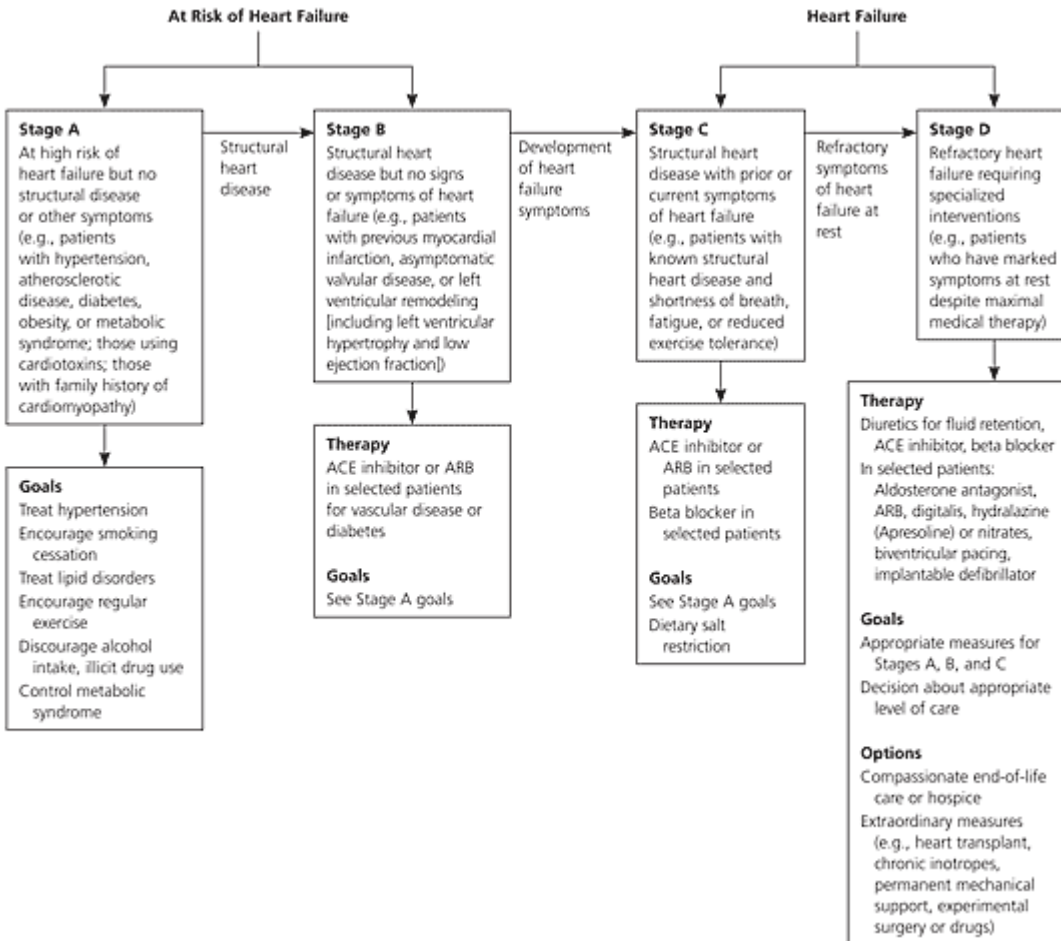 At Risk of Heart Failure
Heart Failure
Stage A
At high risk of
heart failure but no
structural disease
or other symptoms
(e.g., patients
with hypertension,
atherosclerotic
disease, diabetes,
obesity, or metabolic
syndrome; those using
cardiotoxins; those
with family history of
cardiomyopathy)
Structural
heart
disease
Stage B
Structural heart
disease but no signs
or symptoms of heart
failure (e.g., patients
with previous myocardial
infarction, asymptomatic
valvular disease, or left
ventricular remodeling
[including left ventricular
hypertrophy and low
ejection fraction])
Development
of heart
failure
symptoms
Stage C
Structural heart
disease with prior or
current symptoms
of heart failure
(e.g., patients with
known structural
heart disease and
shortness of breath,
fatigue, or reduced
exercise tolerance)
Refractory
symptoms
of heart
failure at
rest
Stage D
Refractory heart
failure requiring
specialized
interventions
(e.g., patients
who have marked
symptoms at rest
despite maximal
medical therapy)
Goals
Treat hypertension
Encourage smoking
cessation
Treat lipid disorders
Encourage regular
exercise
Discourage alcohol
intake, illicit drug use
Control metabolic
syndrome
Therapy
ACE inhibitor or ARB
in selected patients
for vascular disease or
diabetes
Goals
See Stage A goals
Therapy
ACE inhibitor or
ARB in selected
patients
Beta blocker in
selected patients
Goals
See Stage A goals
Dietary salt
restriction
Therapy
Diuretics for fluid retention,
ACE inhibitor, beta blocker
In selected patients:
Aldosterone antagonist,
ARB, digitalis, hydralazine
(Apresoline) or nitrates,
biventricular pacing,
implantable defibrillator
Goals
Appropriate measures for
Stages A, B, and C
Decision about appropriate
level of care
Options
Compassionate end-of-life
care or hospice
Extraordinary measures
(e.g., heart transplant,
chronic inotropes,
permanent mechanical
support, experimental
surgery or drugs)